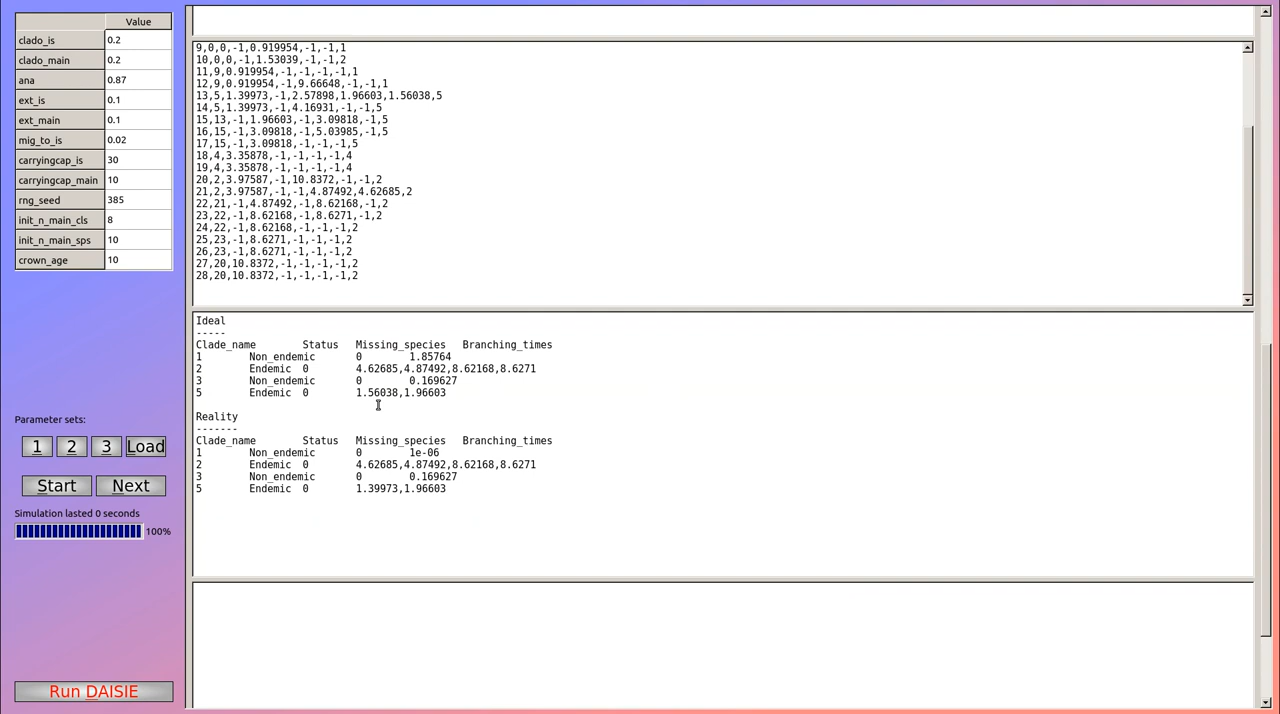 Value
clado_is 0.2
clado_main 0.2
ana 0.87
ext_is 0.1
ext_main 0.1
mig_to_is 0.02
carryingcap_is 30
carryingcap_main 10
rng_seed 385
init_n_main_cls 8
init_n_main_sps 10
crown_age 10
Parameter sets:
1 2 3 Load
Start Next
Simulation lasted 0 seconds
100%
Run DAISIE
9,0,0,-1,0.919954,-1,-1,1
10,0,0,-1,1.53039,-1,-1,2
11,9,0.919954,-1,-1,-1,-1,1
12,9,0.919954,-1,9.66648,-1,-1,1
13,5,1.39973,-1,2.57898,1.96603,1.56038,5
14,5,1.39973,-1,4.16931,-1,-1,5
15,13,-1,1.96603,-1,3.09818,-1,5
16,15,-1,3.09818,-1,5.03985,-1,5
17,15,-1,3.09818,-1,-1,-1,5
18,4,3.35878,-1,-1,-1,-1,4
19,4,3.35878,-1,-1,-1,-1,4
20,2,3.97587,-1,10.8372,-1,-1,2
21,2,3.97587,-1,-1,4.87492,4.62685,2
22,21,-1,4.87492,-1,8.62168,-1,2
23,22,-1,8.62168,-1,8.6271,-1,2
24,22,-1,8.62168,-1,-1,-1,2
25,23,-1,8.6271,-1,-1,-1,2
26,23,-1,8.6271,-1,-1,-1,2
27,20,10.8372,-1,-1,-1,-1,2
28,20,10.8372,-1,-1,-1,-1,2
Ideal
-----
Clade_name Status Missing_species Branching_times
1 Non_endemic 0 1.85764
2 Endemic 0 4.62685,4.87492,8.62168,8.6271
3 Non_endemic 0 0.169627
5 Endemic 0 1.56038,1.96603
Reality
-------
Clade_name Status Missing_species Branching_times
1 Non_endemic 0 1e-06
2 Endemic 0 4.62685,4.87492,8.62168,8.6271
3 Non_endemic 0 0.169627
5 Endemic 0 1.39973,1.96603